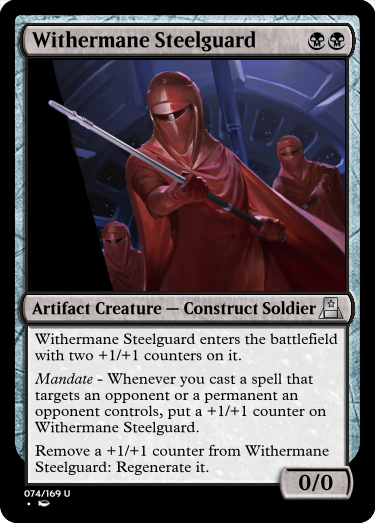 Withermane Steelguard
Artifact Creature — Construct Soldier
Withermane Steelguard enters the battlefield
with two +1/+1 counters on it.
Mandate - Whenever you cast a spell that
targets an opponent or a permanent an
opponent controls, put a +1/+1 counter on
Withermane Steelguard.
Remove a +1/+1 counter from Withermane
Steelguard: Regenerate it.
0/0
074/169 U
•